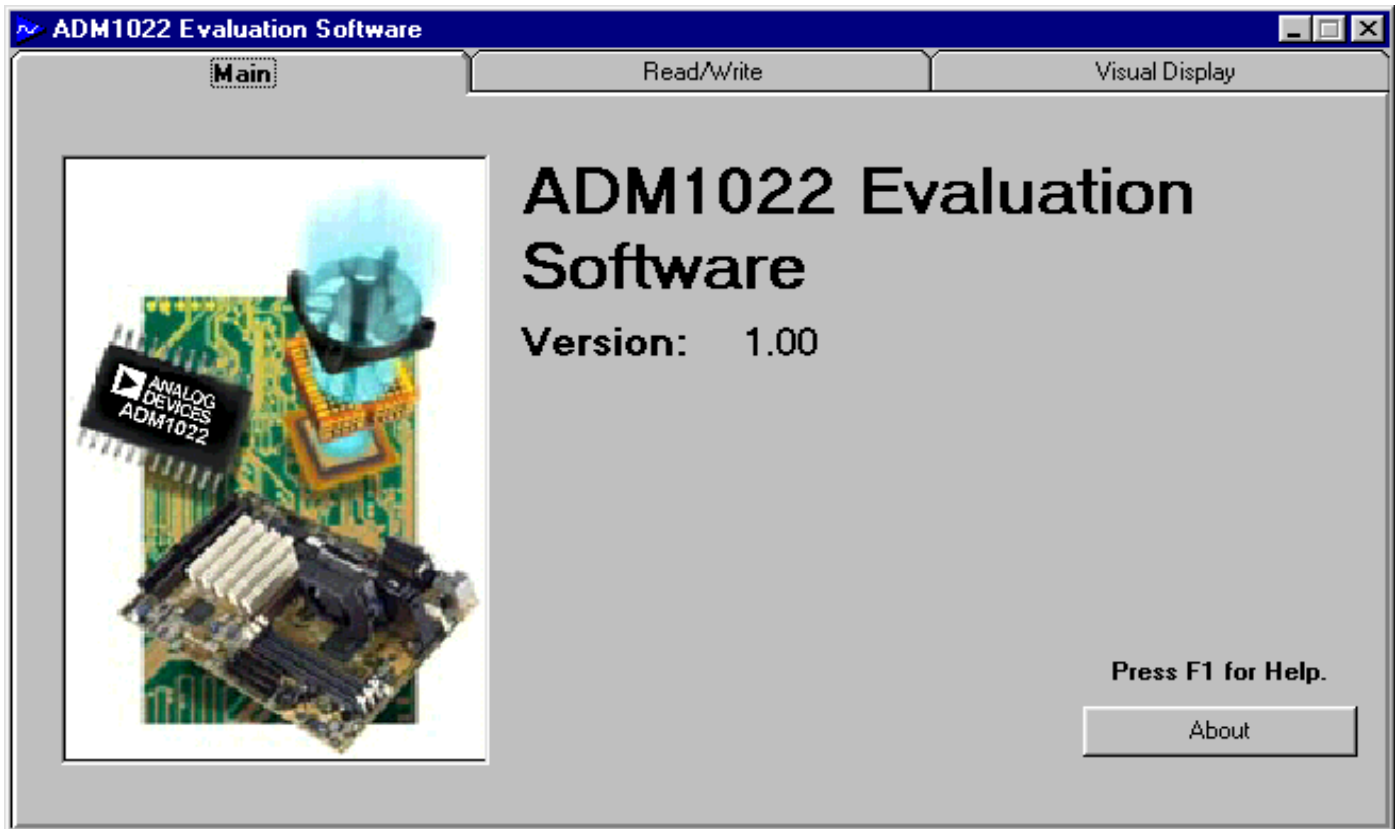 ADM1022 Evaluation Software
Main
Read/Write
Visual Display
ANALOG
DEVICES
ADM1022
ADM1022 Evaluation
Software
Version: 1.00
Press F1 for Help.
About